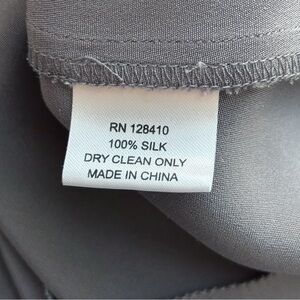 RN 128410
100% SILK
DRY CLEAN ONLY
MADE IN CHINA